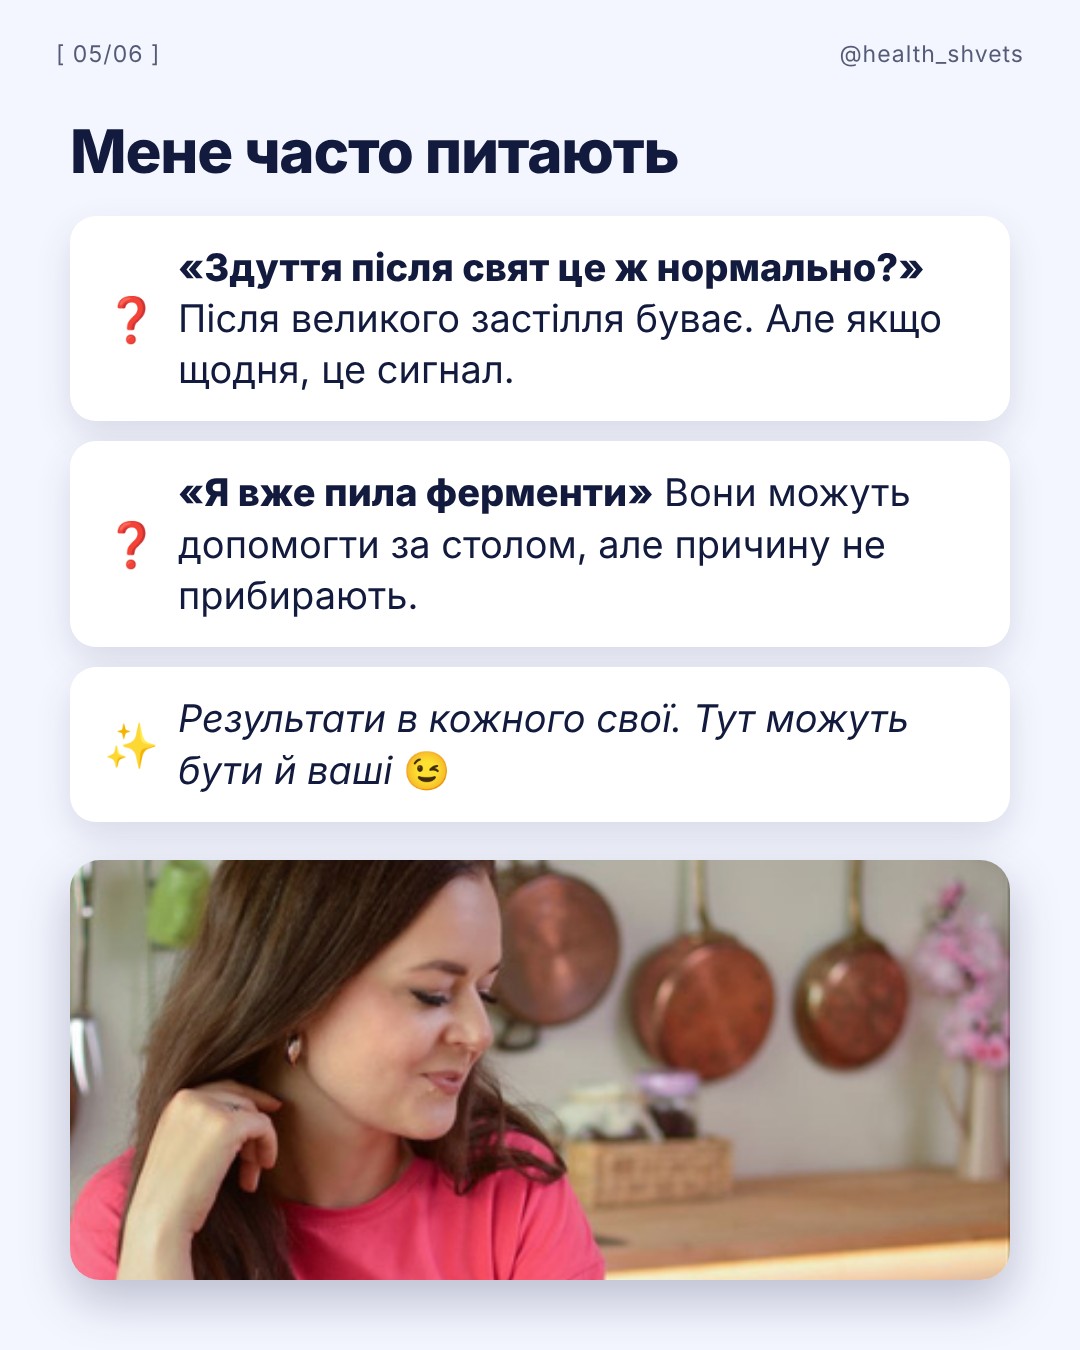 [ 05/06 ]
@health_shvets
Мене часто питають
«Здуття після свят це ж нормально?»
❓ Після великого застілля буває. Але якщо
щодня, це сигнал.
«Я вже пила ферменти» Вони можуть
❓ допомогти за столом, але причину не
прибирають.
✨ Результати в кожного свої. Тут можуть
бути й ваші 😉